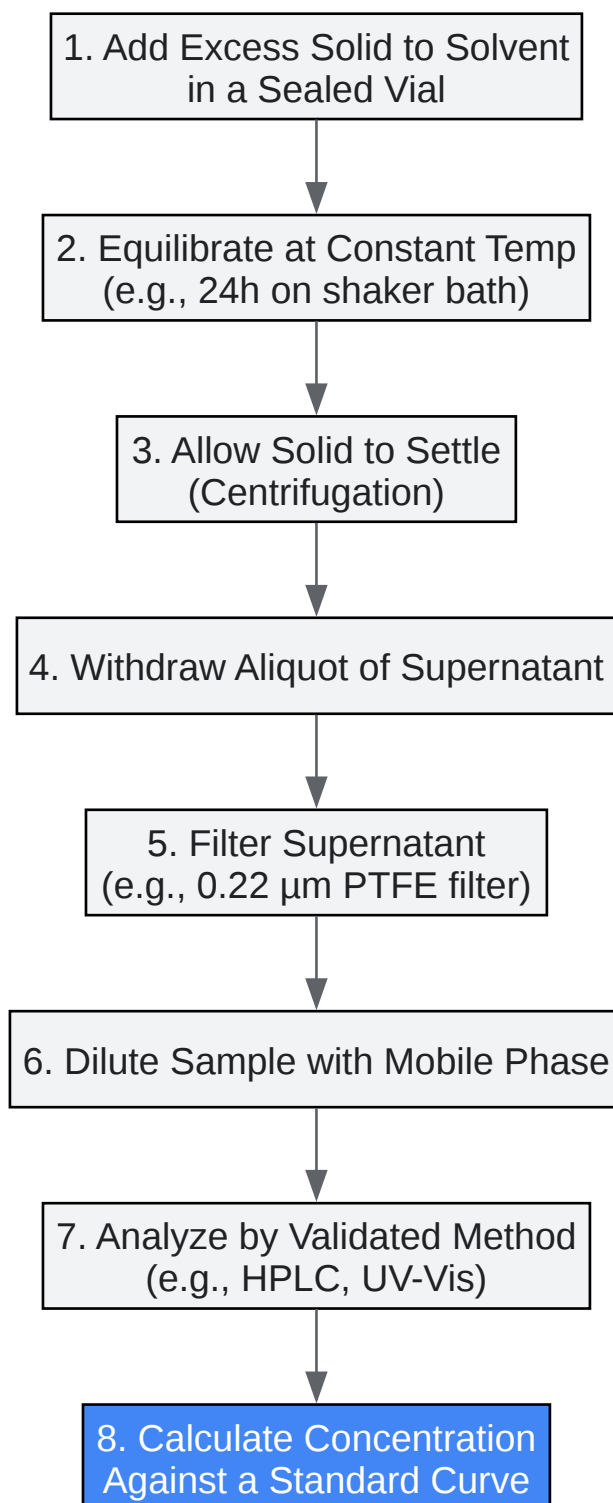 1. Add Excess Solid to Solvent
in a Sealed Vial
2. Equilibrate at Constant Temp
(e.g., 24h on shaker bath)
3. Allow Solid to Settle
(Centrifugation)
4. Withdraw Aliquot of Supernatant
5. Filter Supernatant
(e.g., 0.22 µm PTFE filter)
6. Dilute Sample with Mobile Phase
7. Analyze by Validated Method
(e.g., HPLC, UV-Vis)
8. Calculate Concentration
Against a Standard Curve